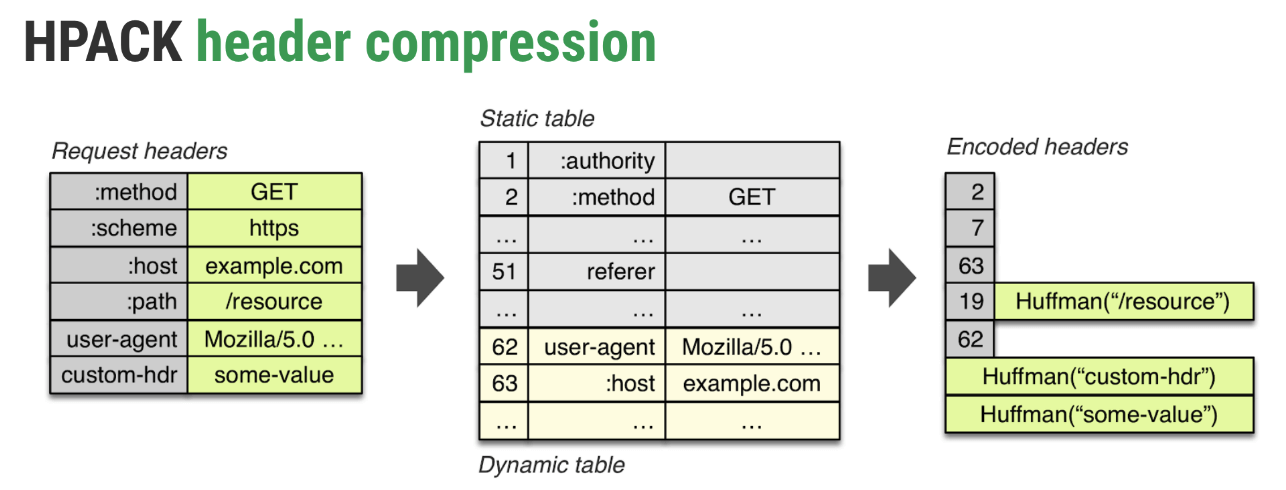 HPACK header compression
Request headers
:method GET
:scheme https
:host example.com
:path /resource
user-agent Mozilla/5.0 …
custom-hdr some-value
Static table
1 :authority
2 :method GET
… … …
51 referer
… … …
62 user-agent Mozilla/5.0 …
63 :host example.com
… … …
Dynamic table
Encoded headers
2
7
63
19 Huffman(“/resource”)
62
Huffman(“custom-hdr”)
Huffman(“some-value”)